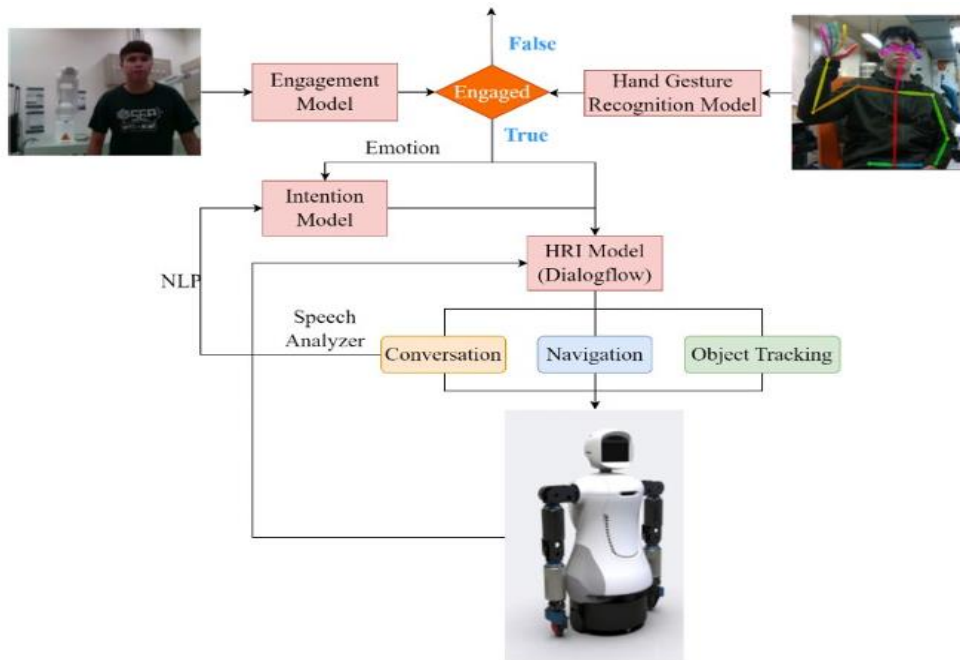 False
Engagement
Model
Engaged
Hand Gesture
Recognition Model
True
Emotion
Intention
Model
HRI Model
(Dialogflow)
NLP
Speech
Analyzer
Conversation
Navigation
Object Tracking